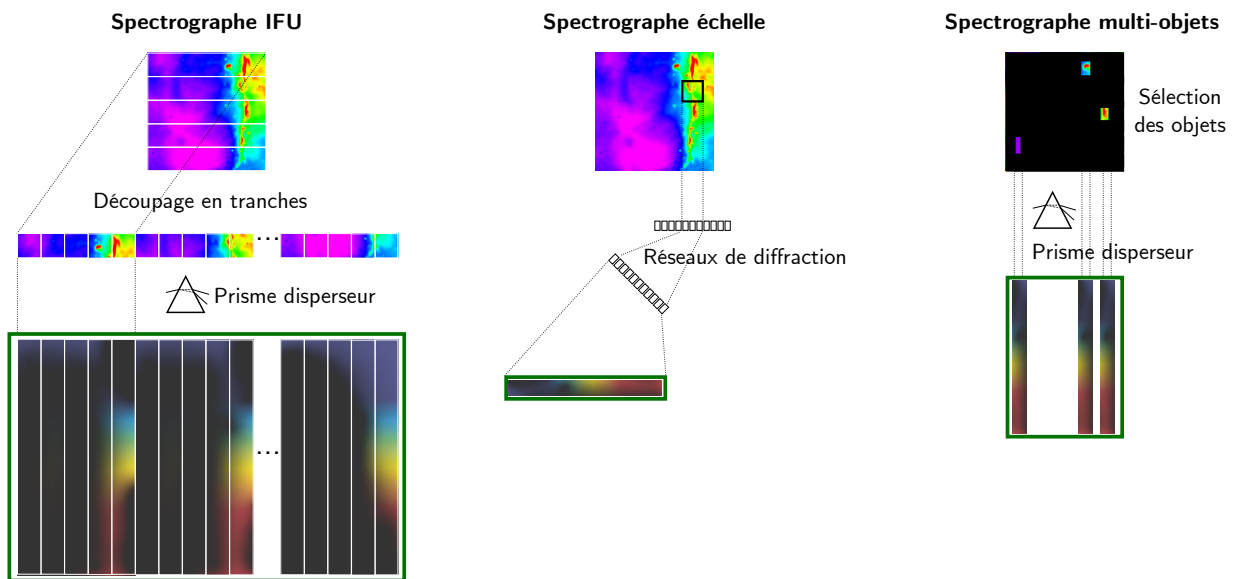 Spectrographe IFU
Découpage en tranches
...
Prisme disperseur
...
Spectrographe échelle
Réseaux de diffraction
Spectrographe multi-objets
Sélection
des objets
Prisme disperseur